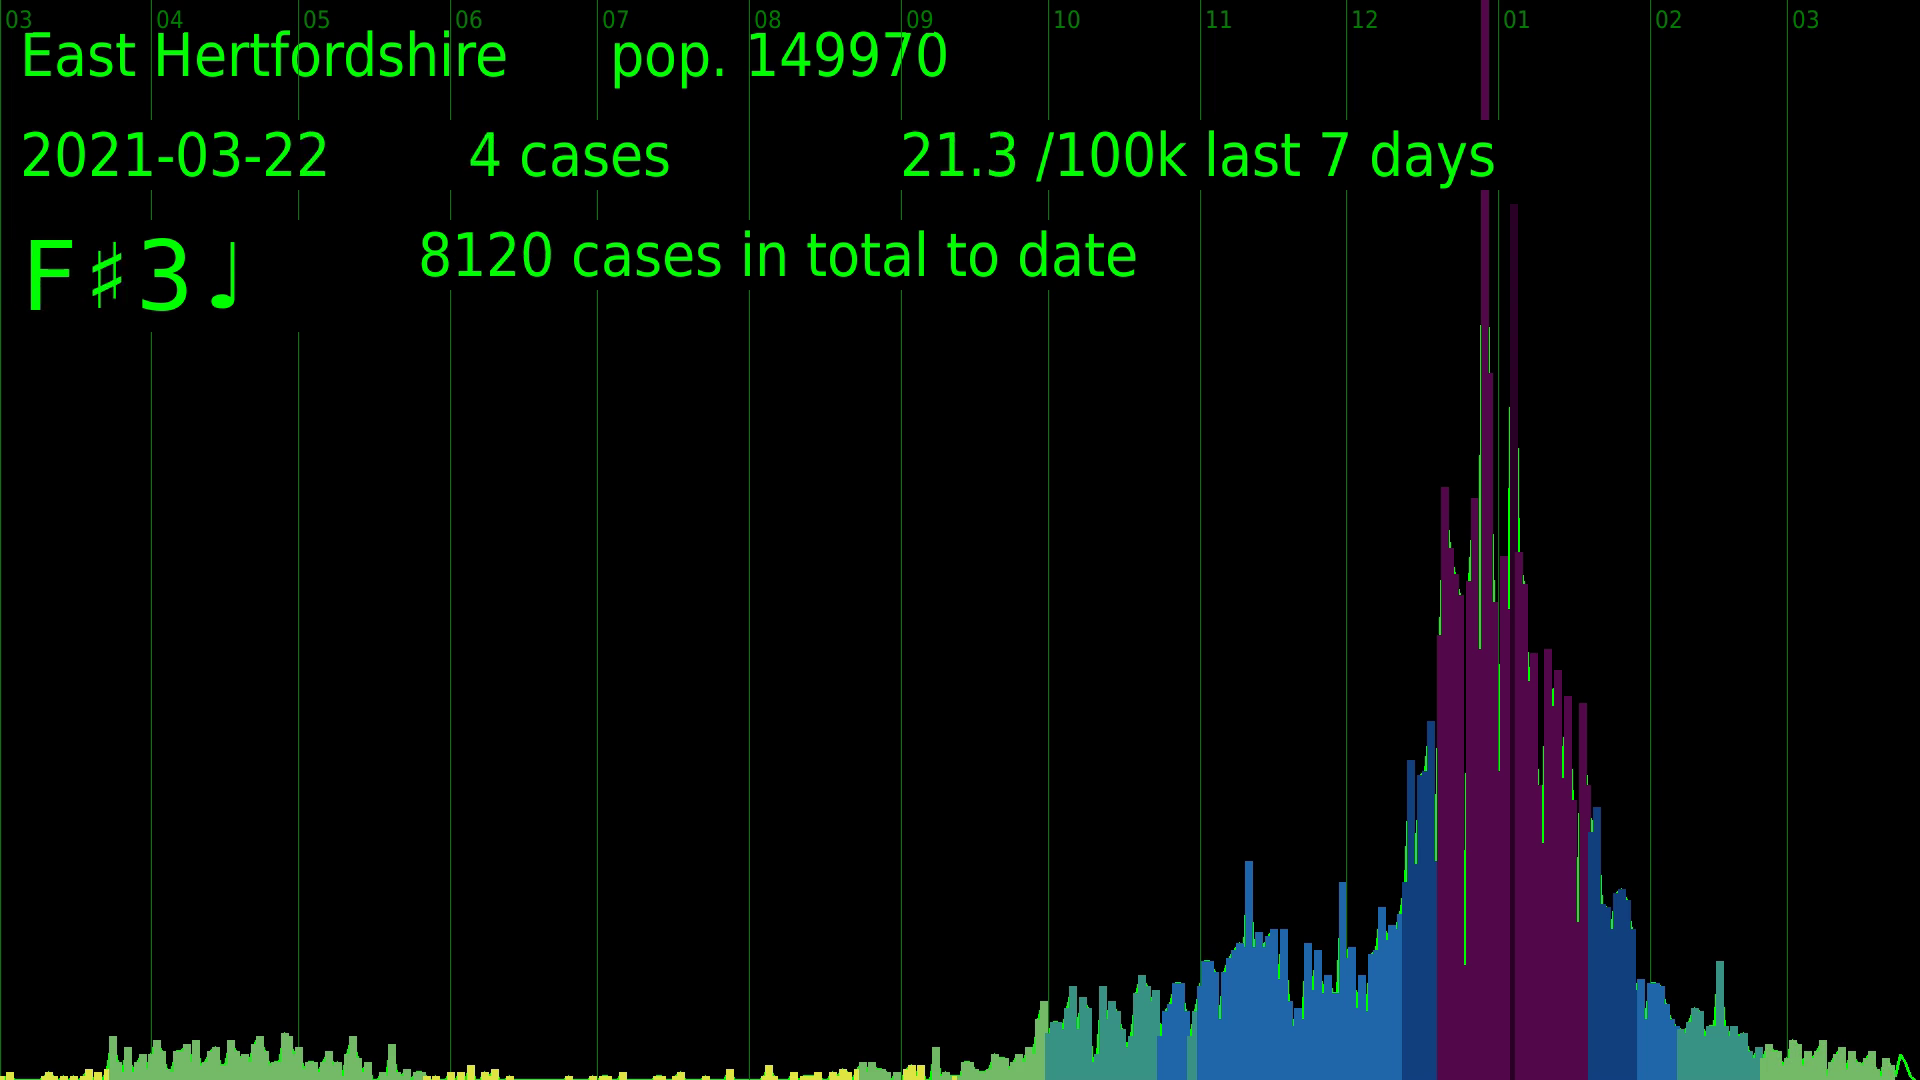 03 04 05 06 07 08 09 10 11 12 01 02 03
East Hertfordshire pop. 149970
2021-03-22 4 cases 21.3 /100k last 7 days
F♯3♩ 8120 cases in total to date